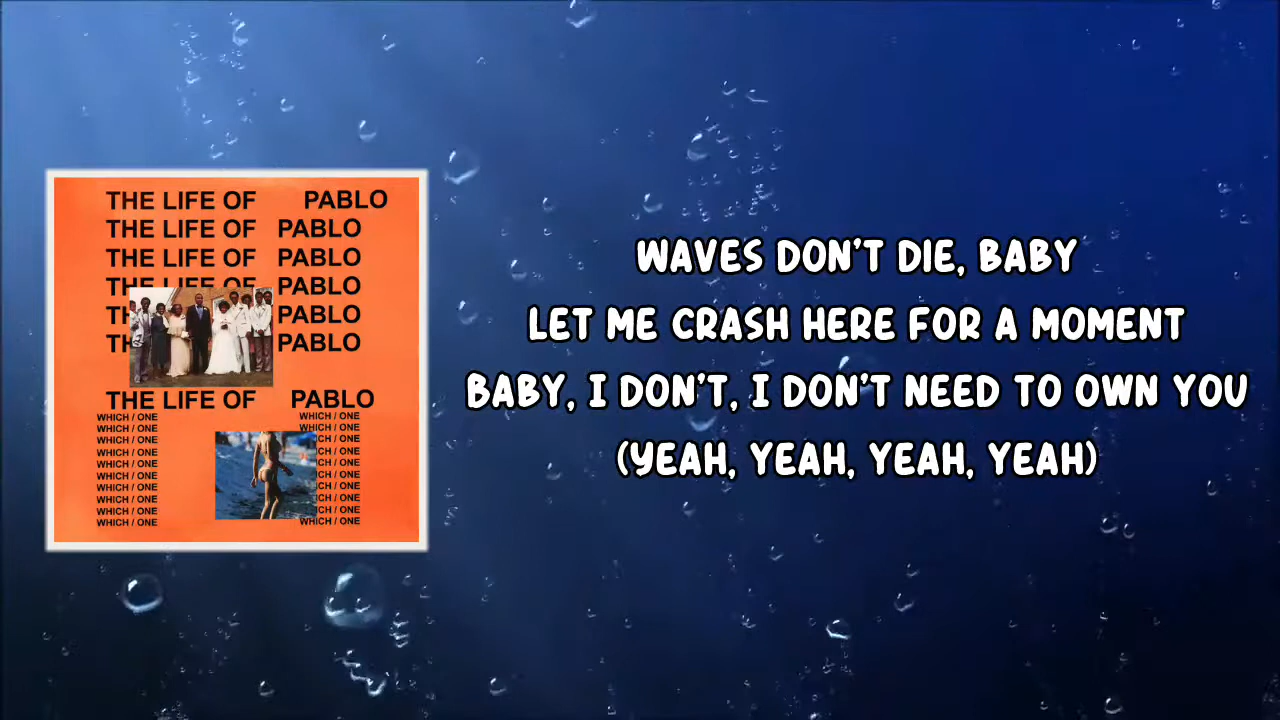 THE LIFE OF PABLO
THE LIFE OF PABLO
THE LIFE OF PABLO
THE LIFE OF PABLO
PABLO
PABLO
THE LIFE OF PABLO
WHICH / ONE WHICH / ONE
WHICH / ONE WHICH / ONE
WHICH / ONE
WHICH / ONE
WHICH / ONE
WHICH / ONE
WHICH / ONE
WHICH / ONE
WHICH / ONE
WHICH / ONE WHICH / ONE
WAVES DON'T DIE, BABY
LET ME CRASH HERE FOR A MOMENT
BABY, I DON'T, I DON'T NEED TO OWN YOU
(YEAH, YEAH, YEAH, YEAH)